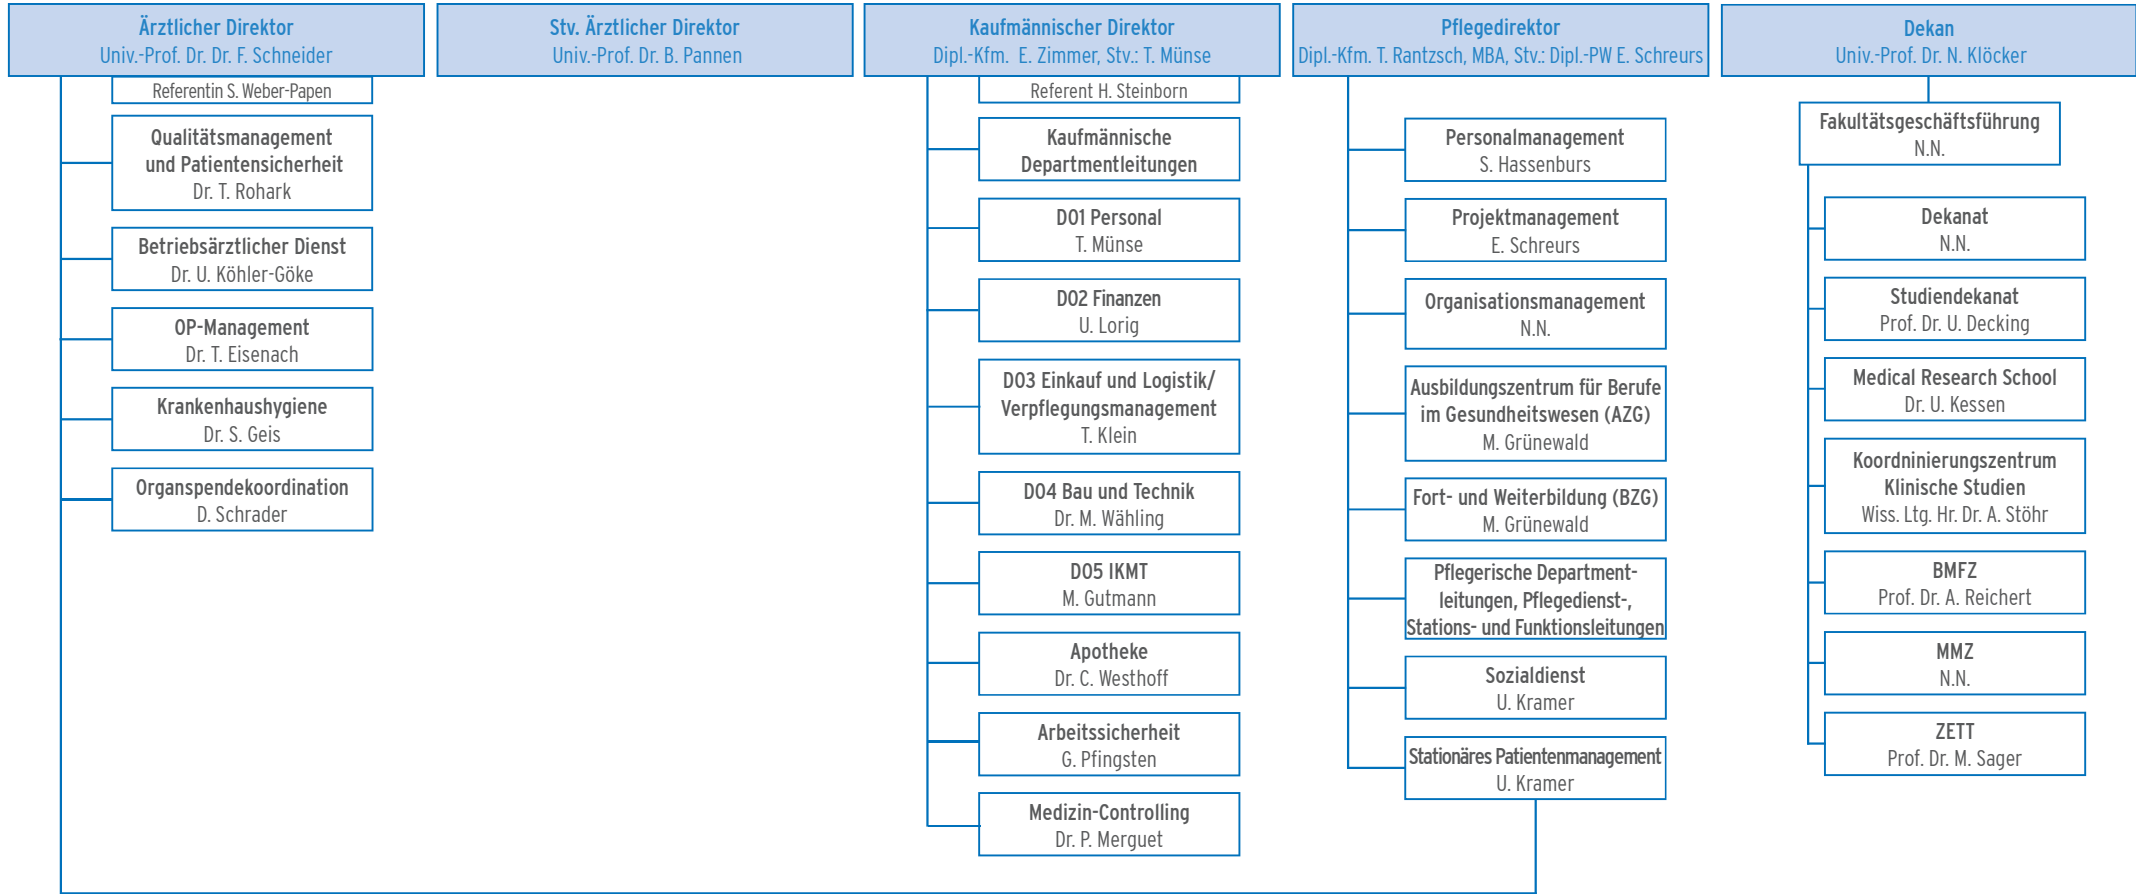 Ärztlicher Direktor
Univ.-Prof. Dr. Dr. F. Schneider
Referentin S. Weber-Papen
Qualitätsmanagement
und Patientensicherheit
Dr. T. Rohark
Betriebsärztlicher Dienst
Dr. U. Köhler-Göke
OP-Management
Dr. T. Eisenach
Krankenhaushygiene
Dr. S. Geis
Organspendekoordination
D. Schrader
Stv. Ärztlicher Direktor
Univ.-Prof. Dr. B. Pannen
Kaufmännischer Direktor
Dipl.-Kfm. E. Zimmer, Stv.: T. Münse
Referent H. Steinborn
Kaufmännische
Departmentleitungen
D01 Personal
T. Münse
D02 Finanzen
U. Lorig
D03 Einkauf und Logistik/
Verpflegungsmanagement
T. Klein
D04 Bau und Technik
Dr. M. Wähling
D05 IKMT
M. Gutmann
Apotheke
Dr. C. Westhoff
Arbeitssicherheit
G. Pfingsten
Medizin-Controlling
Dr. P. Merguet
Pflegedirektor
Dipl.-Kfm. T. Rantzsch, MBA, Stv.: Dipl.-PW E. Schreurs
Personalmanagement
S. Hassenburs
Projektmanagement
E. Schreurs
Organisationsmanagement
N.N.
Ausbildungszentrum für Berufe
im Gesundheitswesen (AZG)
M. Grünewald
Fort- und Weiterbildung (BZG)
M. Grünewald
Pflegerische Department-
leitungen, Pflegedienst-,
Stations- und Funktionsleitungen
Sozialdienst
U. Kramer
Stationäres Patientenmanagement
U. Kramer
Dekan
Univ.-Prof. Dr. N. Klöcker
Fakultätsgeschäftsführung
N.N.
Dekanat
N.N.
Studiendekanat
Prof. Dr. U. Decking
Medical Research School
Dr. U. Kessen
Koordninierungszentrum
Klinische Studien
Wiss. Ltg. Hr. Dr. A. Stöhr
BMFZ
Prof. Dr. A. Reichert
MMZ
N.N.
ZETT
Prof. Dr. M. Sager